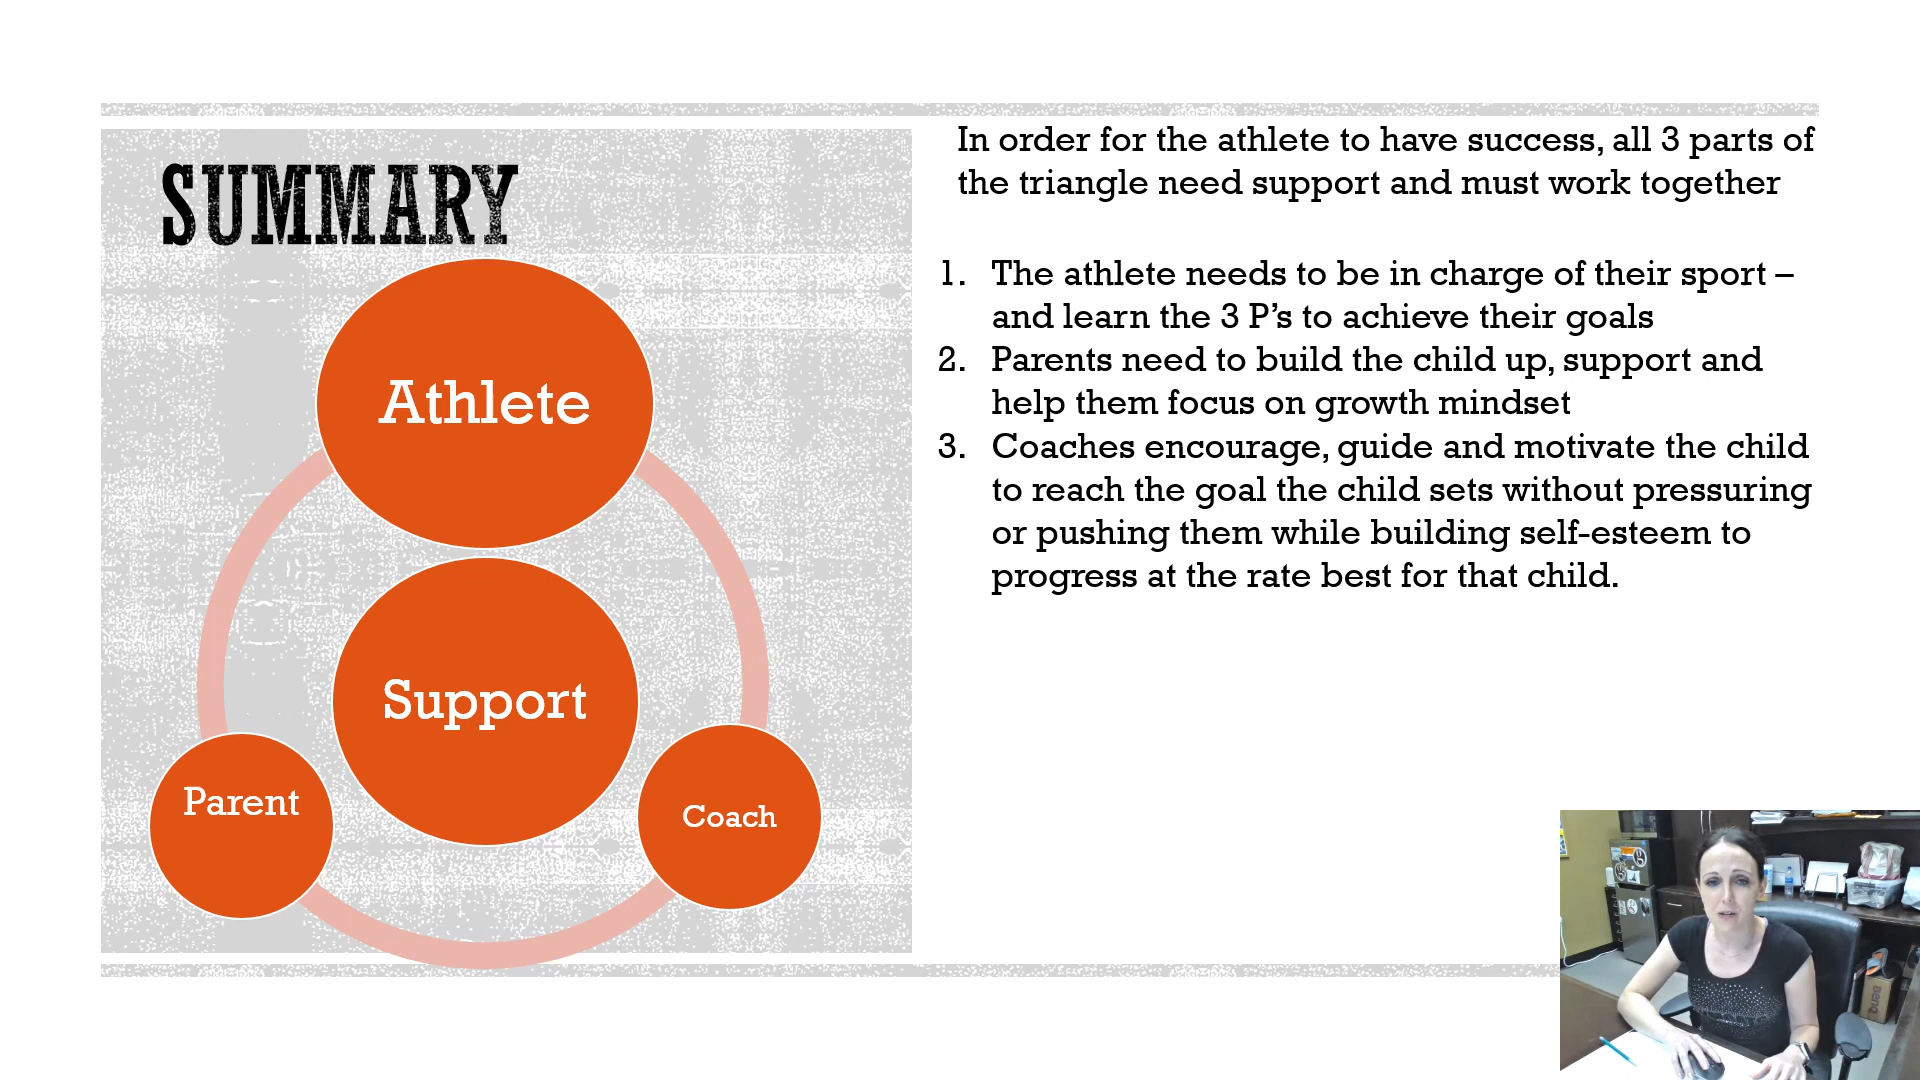 SUMMARY
Athlete
Support
Parent
Coach
In order for the athlete to have success, all 3 parts of
the triangle need support and must work together
1. The athlete needs to be in charge of their sport –
and learn the 3 P’s to achieve their goals
2. Parents need to build the child up, support and
help them focus on growth mindset
3. Coaches encourage, guide and motivate the child
to reach the goal the child sets without pressuring
or pushing them while building self-esteem to
progress at the rate best for that child.
BenQ